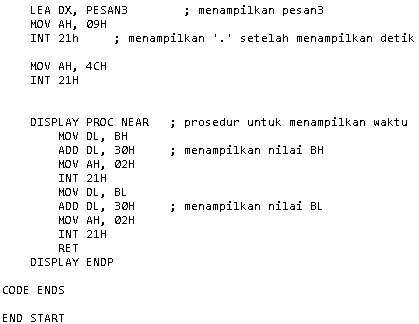 LEA DX, PESAN3 ; menampilkan pesan3
MOV AH, 09H
INT 21h ; menampilkan '.' setelah menampilkan detik
MOV AH, 4CH
INT 21H
DISPLAY PROC NEAR ; prosedur untuk menampilkan waktu
MOV DL, BH
ADD DL, 30H ; menampilkan nilai BH
MOV AH, 02H
INT 21H
MOV DL, BL
ADD DL, 30H ; menampilkan nilai BL
MOV AH, 02H
INT 21H
RET
DISPLAY ENDP
CODE ENDS
END START